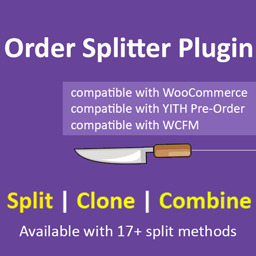 Order Splitter Plugin
compatible with WooCommerce
compatible with YITH Pre-Order
compatible with WCFM
Split | Clone | Combine
Available with 17+ split methods